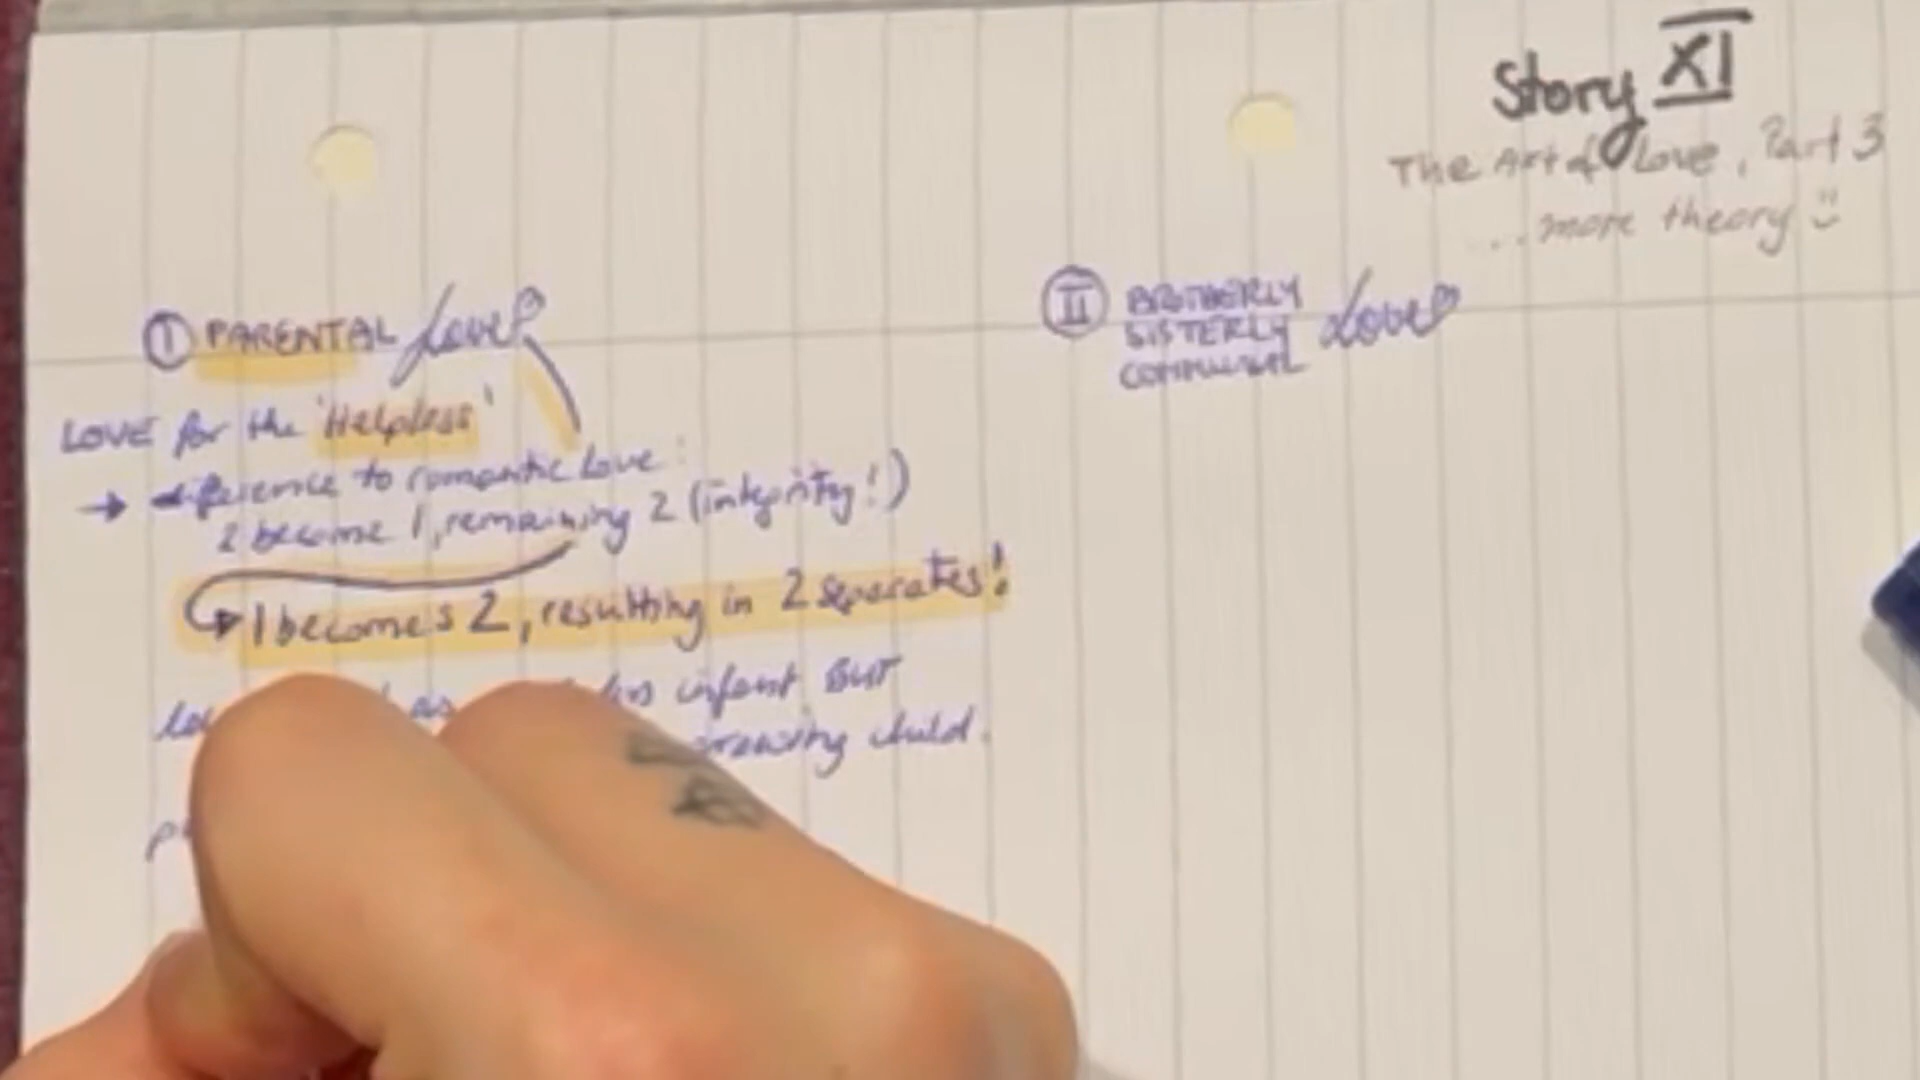 Story XI
The Art of Love, Part 3
...more theory :)
I PARENTAL Love
LOVE for the 'Helpless'
→ difference to romantic Love:
2 become 1, remaining 2 (integrity!)
1 becomes 2, resulting in 2 separates!
as infant BUT
growing child.
II BROTHERLY
SISTERLY Love
COMMUNAL